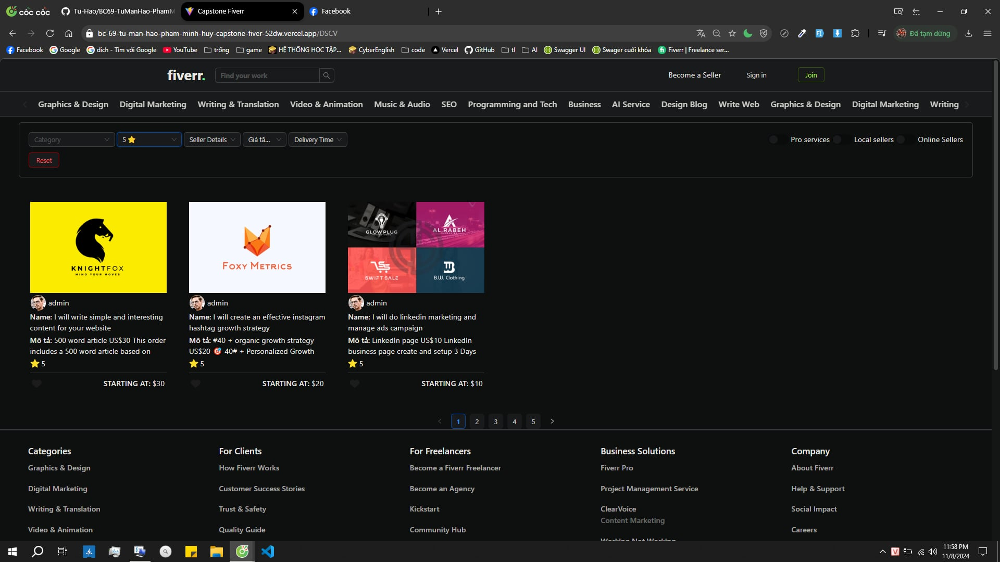 cốc cốc
Tu-Hao/BC69-TuManHao-PhamM
Capstone Fiverr
Facebook
bc-69-tu-man-hao-pham-minh-huy-capstone-fiver-52dw.vercel.app/DSCV
Đã tạm dừng
Facebook Google dich - Tìm với Google YouTube trống game HỆ THỐNG HỌC TẬP... CyberEnglish code Vercel GitHub tl AI Swagger UI Swager cuối khóa Fiverr | Freelance ser...
fiverr.
Find your work
Become a Seller
Sign in
Join
Graphics & Design Digital Marketing Writing & Translation Video & Animation Music & Audio SEO Programming and Tech Business AI Service Design Blog Write Web Graphics & Design Digital Marketing Writing
Category
5 ⭐
Seller Details
Giá tă...
Delivery Time
Pro services
Local sellers
Online Sellers
Reset
KNIGHTFOX
MIND YOUR MOVES
admin
Name: I will write simple and interesting
content for your website
Mô tả: 500 word article US$30 This order
includes a 500 word article based on
⭐ 5
STARTING AT: $30
FOXY METRICS
admin
Name: I will create an effective instagram
hashtag growth strategy
Mô tả: #40 + organic growth strategy
US$20 🎯 40# + Personalized Growth
⭐ 5
STARTING AT: $20
GLOWPLUG
AL RABEH
SWIFT SALE
B.W. Clothing
admin
Name: I will do linkedin marketing and
manage ads campaign
Mô tả: LinkedIn page US$10 LinkedIn
business page create and setup 3 Days
⭐ 5
STARTING AT: $10
1 2 3 4 5
Categories
Graphics & Design
Digital Marketing
Writing & Translation
Video & Animation
For Clients
How Fiverr Works
Customer Success Stories
Trust & Safety
Quality Guide
For Freelancers
Become a Fiverr Freelancer
Become an Agency
Kickstart
Community Hub
Business Solutions
Fiverr Pro
Project Management Service
ClearVoice
Content Marketing
Working Not Working
Company
About Fiverr
Help & Support
Social Impact
Careers
11:58 PM
11/8/2024